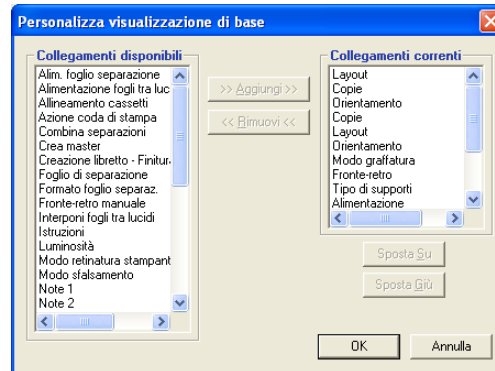 Personalizza visualizzazione di base
Collegamenti disponibili
Alim. foglio separazione
Alimentazione fogli tra luc
Allineamento cassetti
Azione coda di stampa
Combina separazioni
Crea master
Creazione libretto - Finitur
Foglio di separazione
Formato foglio separaz.
Fronte-retro manuale
Interponi fogli tra lucidi
Istruzioni
Luminosità
Modo retinatura stampant
Modo sfalsamento
Note 1
Note 2
>> Aggiungi >>
<< Rimuovi <<
Collegamenti correnti
Layout
Copie
Orientamento
Copie
Layout
Orientamento
Modo graffatura
Fronte-retro
Tipo di supporti
Alimentazione
Sposta Su
Sposta Giù
OK
Annulla